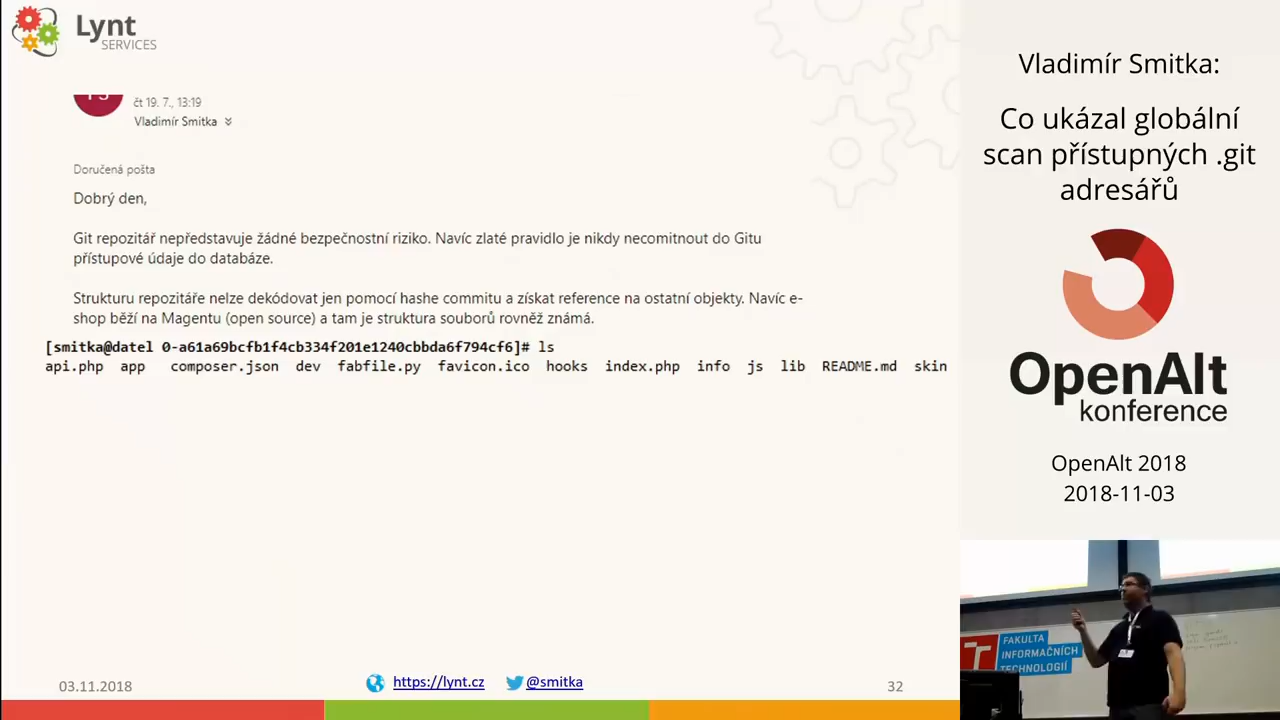 Lynt
SERVICES
čt 19. 7., 13:19
Vladimír Smitka
Doručená pošta
Dobrý den,
Git repozitář nepředstavuje žádné bezpečnostní riziko. Navíc zlaté pravidlo je nikdy necomitnout do Gitu
přístupové údaje do databáze.
Strukturu repozitáře nelze dekódovat jen pomocí hashe commitu a získat reference na ostatní objekty. Navíc e-
shop běží na Magentu (open source) a tam je struktura souborů rovněž známá.
[smitka@datel 0-a61a69bcfb1f4cb334f201e1240cbbda6f794cf6]# ls
api.php app composer.json dev fabfile.py favicon.ico hooks index.php info js lib README.md skin
03.11.2018
https://lynt.cz
@smitka
32
Vladimír Smitka:
Co ukázal globální
scan přístupných .git
adresářů
OpenAlt
konference
OpenAlt 2018
2018-11-03
FAKULTA
INFORMAČNÍCH
TECHNOLOGIÍ